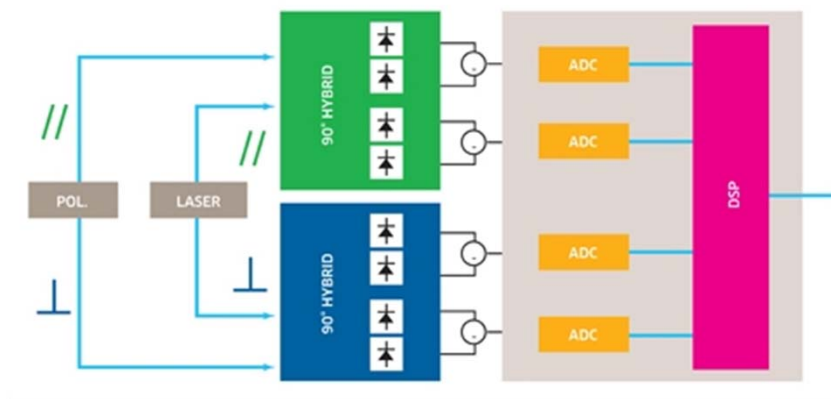 90° HYBRID
ADC
ADC
POL.
LASER
DSP
90° HYBRID
ADC
ADC